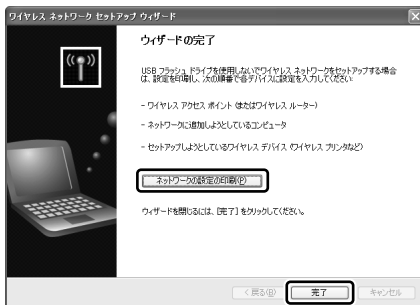 ワイヤレス ネットワーク セットアップ ウィザード
ウィザードの完了
USB フラッシュ ドライブを使用しないでワイヤレス ネットワークをセットアップする場合
は、設定を印刷し、次の順番で各デバイスに設定を入力してください:
- ワイヤレス アクセス ポイント (またはワイヤレス ルーター)
- ネットワークに追加しようとしているコンピュータ
- セットアップしようとしているワイヤレス デバイス (ワイヤレス プリンタなど)
ネットワークの設定の印刷(P)
ウィザードを閉じるには、[完了] をクリックしてください。
< 戻る(B)
完了
キャンセル